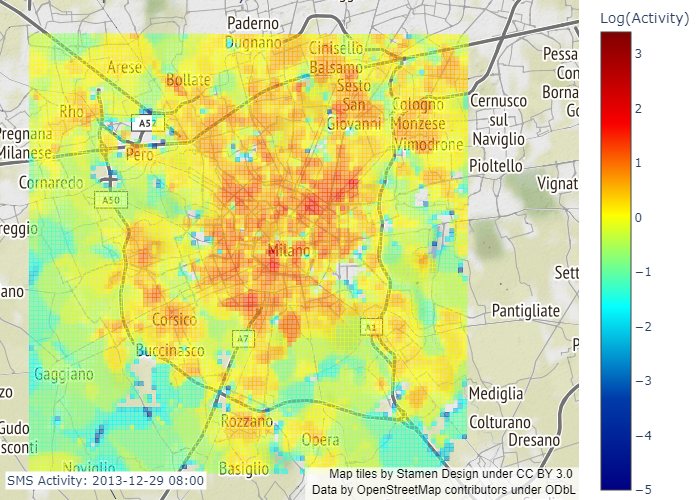 Paderno
Dugnano
Log(Activity)
Cinisello
Balsamo
Arese
Bollate
Sesto
San
Giovanni
Pessa
Con
Borna
Go
Rho
A52
Cologno
Monzese
Vimodrone
Cernusco
sul
Naviglio
Pregnana
Milanese
Pero
Pioltello
Cornaredo
Vignat
A50
reggio
Milano
Sett
ano
Pantigliate
Corsico
A7
A1
P
Buccinasco
Gaggiano
zo
Mediglia
Rozzano
Colturano
Gudo
sconti
Opera
Dresano
Noviglio
Basiglio
SMS Activity: 2013-12-29 08:00
Map tiles by Stamen Design under CC BY 3.0
Data by OpenStreetMap contributors under ODbL
3
2
1
0
−1
−2
−3
−4
−5